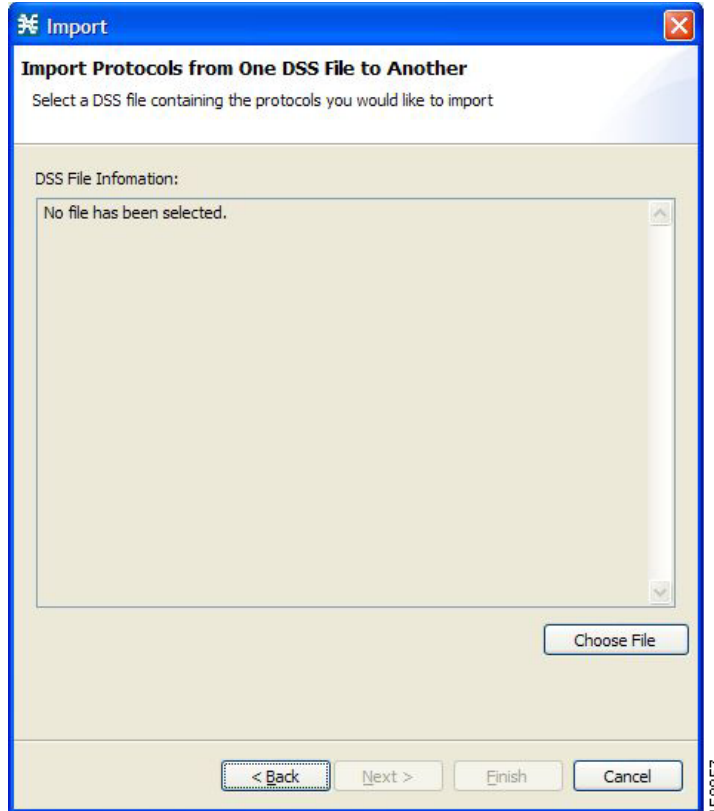 Import
Import Protocols from One DSS File to Another
Select a DSS file containing the protocols you would like to import
DSS File Infomation:
No file has been selected.
Choose File
< Back
Next >
Finish
Cancel